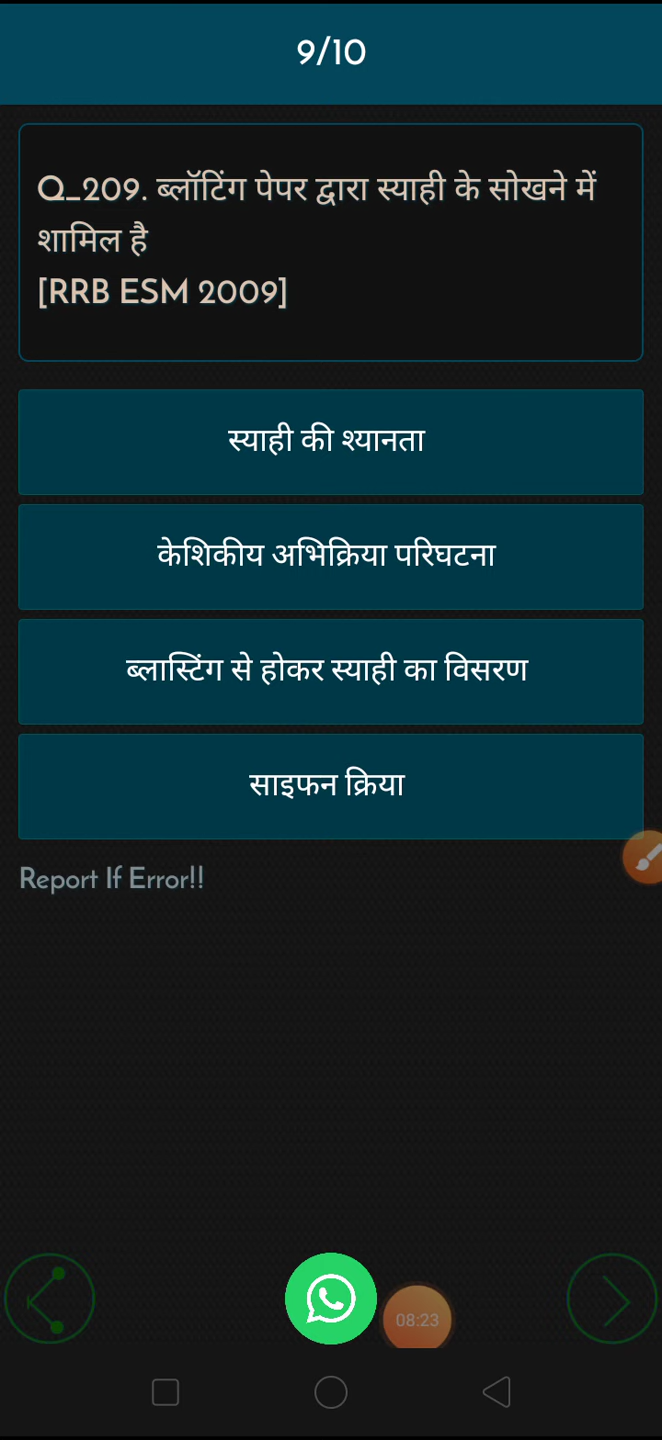 9/10
Q_209. ब्लॉटिंग पेपर द्वारा स्याही के सोखने में
शामिल है
[RRB ESM 2009]
स्याही की श्यानता
केशिकीय अभिक्रिया परिघटना
ब्लास्टिंग से होकर स्याही का विसरण
साइफन क्रिया
Report If Error!!
08:23